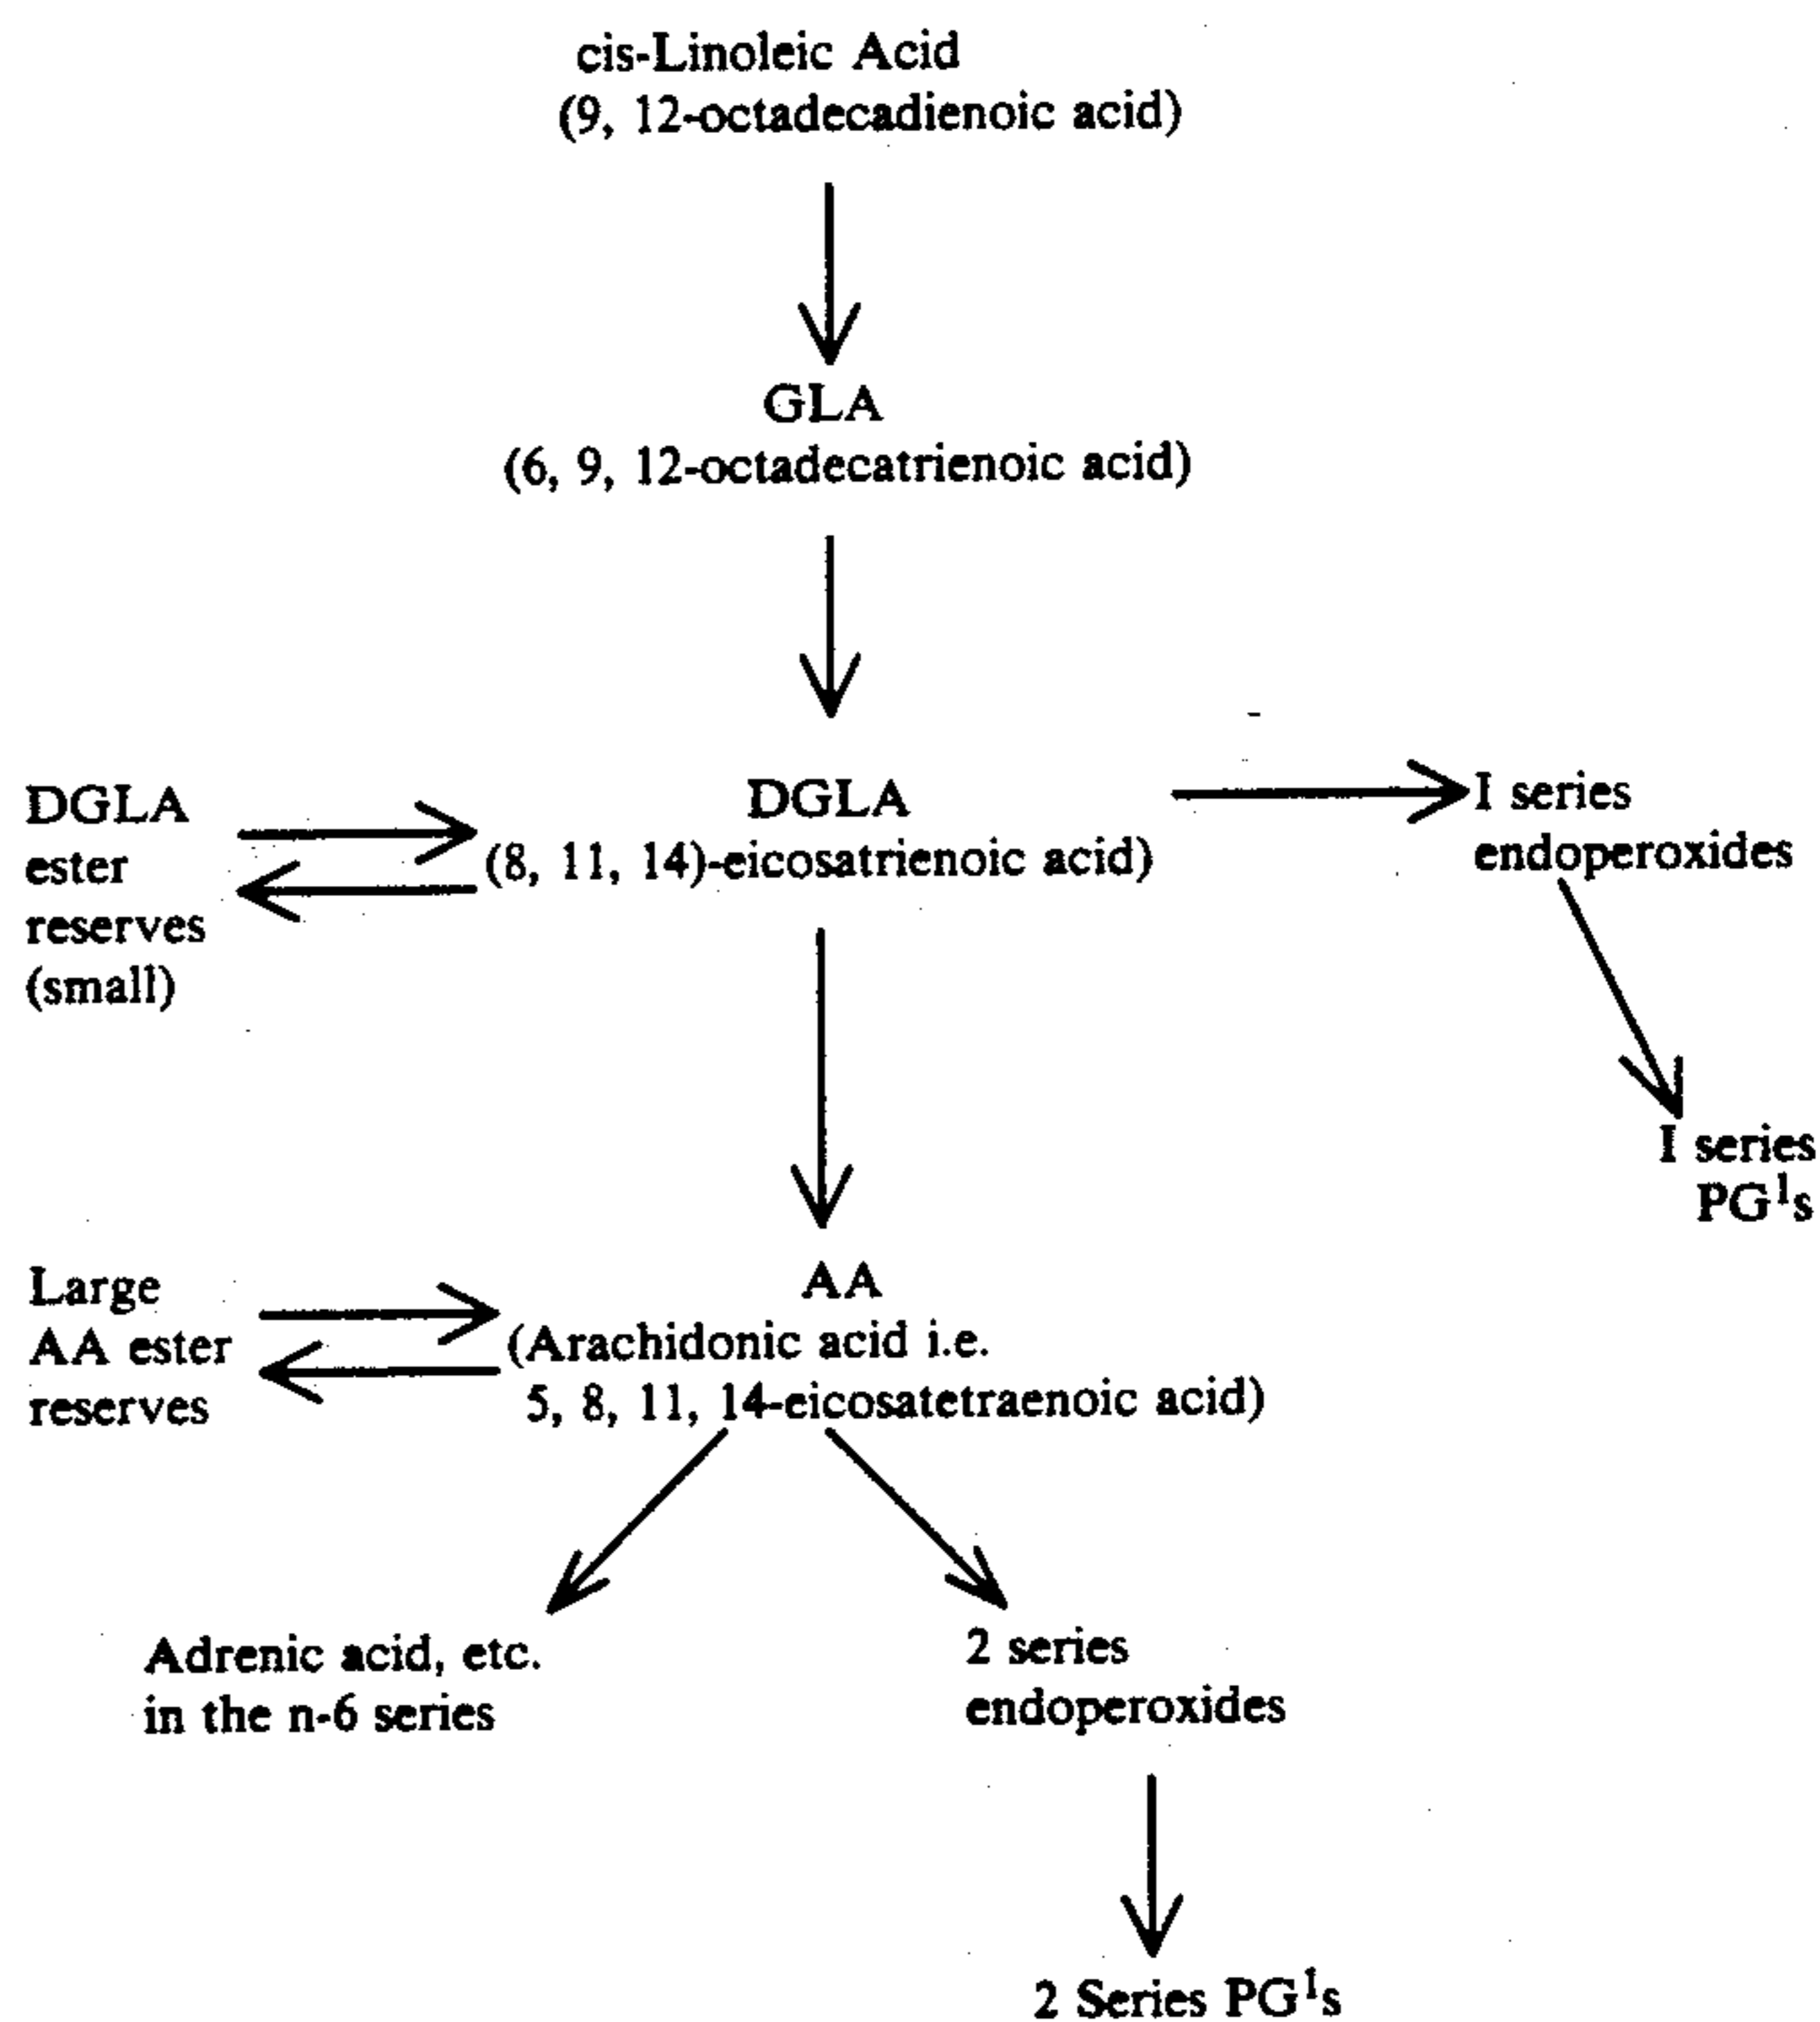 cis-Linoleic Acid
(9, 12-octadecadienoic acid)
GLA
(6, 9, 12-octadecatrienoic acid)
DGLA
ester
reserves
(small)
DGLA
(8, 11, 14)-eicosatrienoic acid)
I series
endoperoxides
I series
PG¹s
Large
AA ester
reserves
AA
(Arachidonic acid i.e.
5, 8, 11, 14-eicosatetraenoic acid)
Adrenic acid, etc.
in the n-6 series
2 series
endoperoxides
2 Series PG¹s